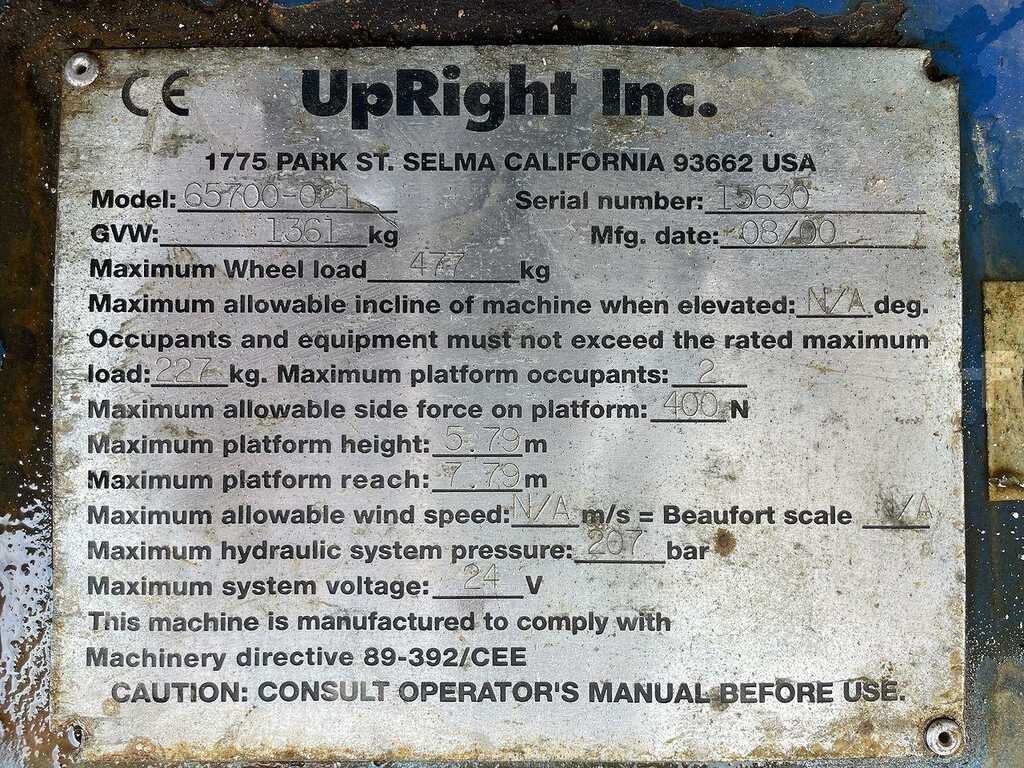 CE UpRight Inc.
1775 PARK ST. SELMA CALIFORNIA 93662 USA
Model: 65700-021 Serial number: 15630
GVW: 1361 kg Mfg. date: 08/00
Maximum Wheel load 477 kg
Maximum allowable incline of machine when elevated: N/A deg.
Occupants and equipment must not exceed the rated maximum
load: 227 kg. Maximum platform occupants: 2
Maximum allowable side force on platform: 400 N
Maximum platform height: 5.79 m
Maximum platform reach: 7.79 m
Maximum allowable wind speed: N/A m/s = Beaufort scale N/A
Maximum hydraulic system pressure: 207 bar
Maximum system voltage: 24 V
This machine is manufactured to comply with
Machinery directive 89-392/CEE
CAUTION: CONSULT OPERATOR'S MANUAL BEFORE USE.